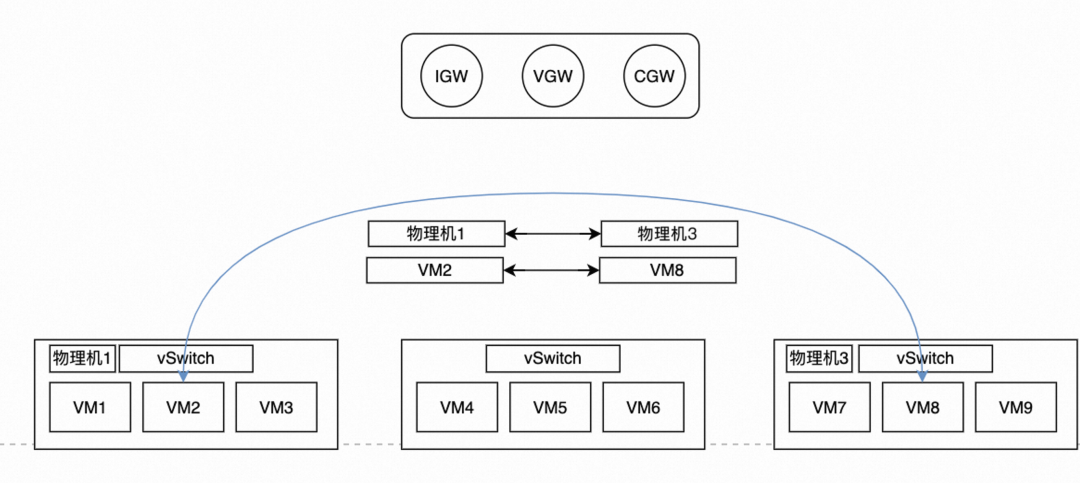 IGW VGW CGW
物理机1 物理机3
VM2 VM8
物理机1 vSwitch
VM1 VM2 VM3
vSwitch
VM4 VM5 VM6
物理机3 vSwitch
VM7 VM8 VM9